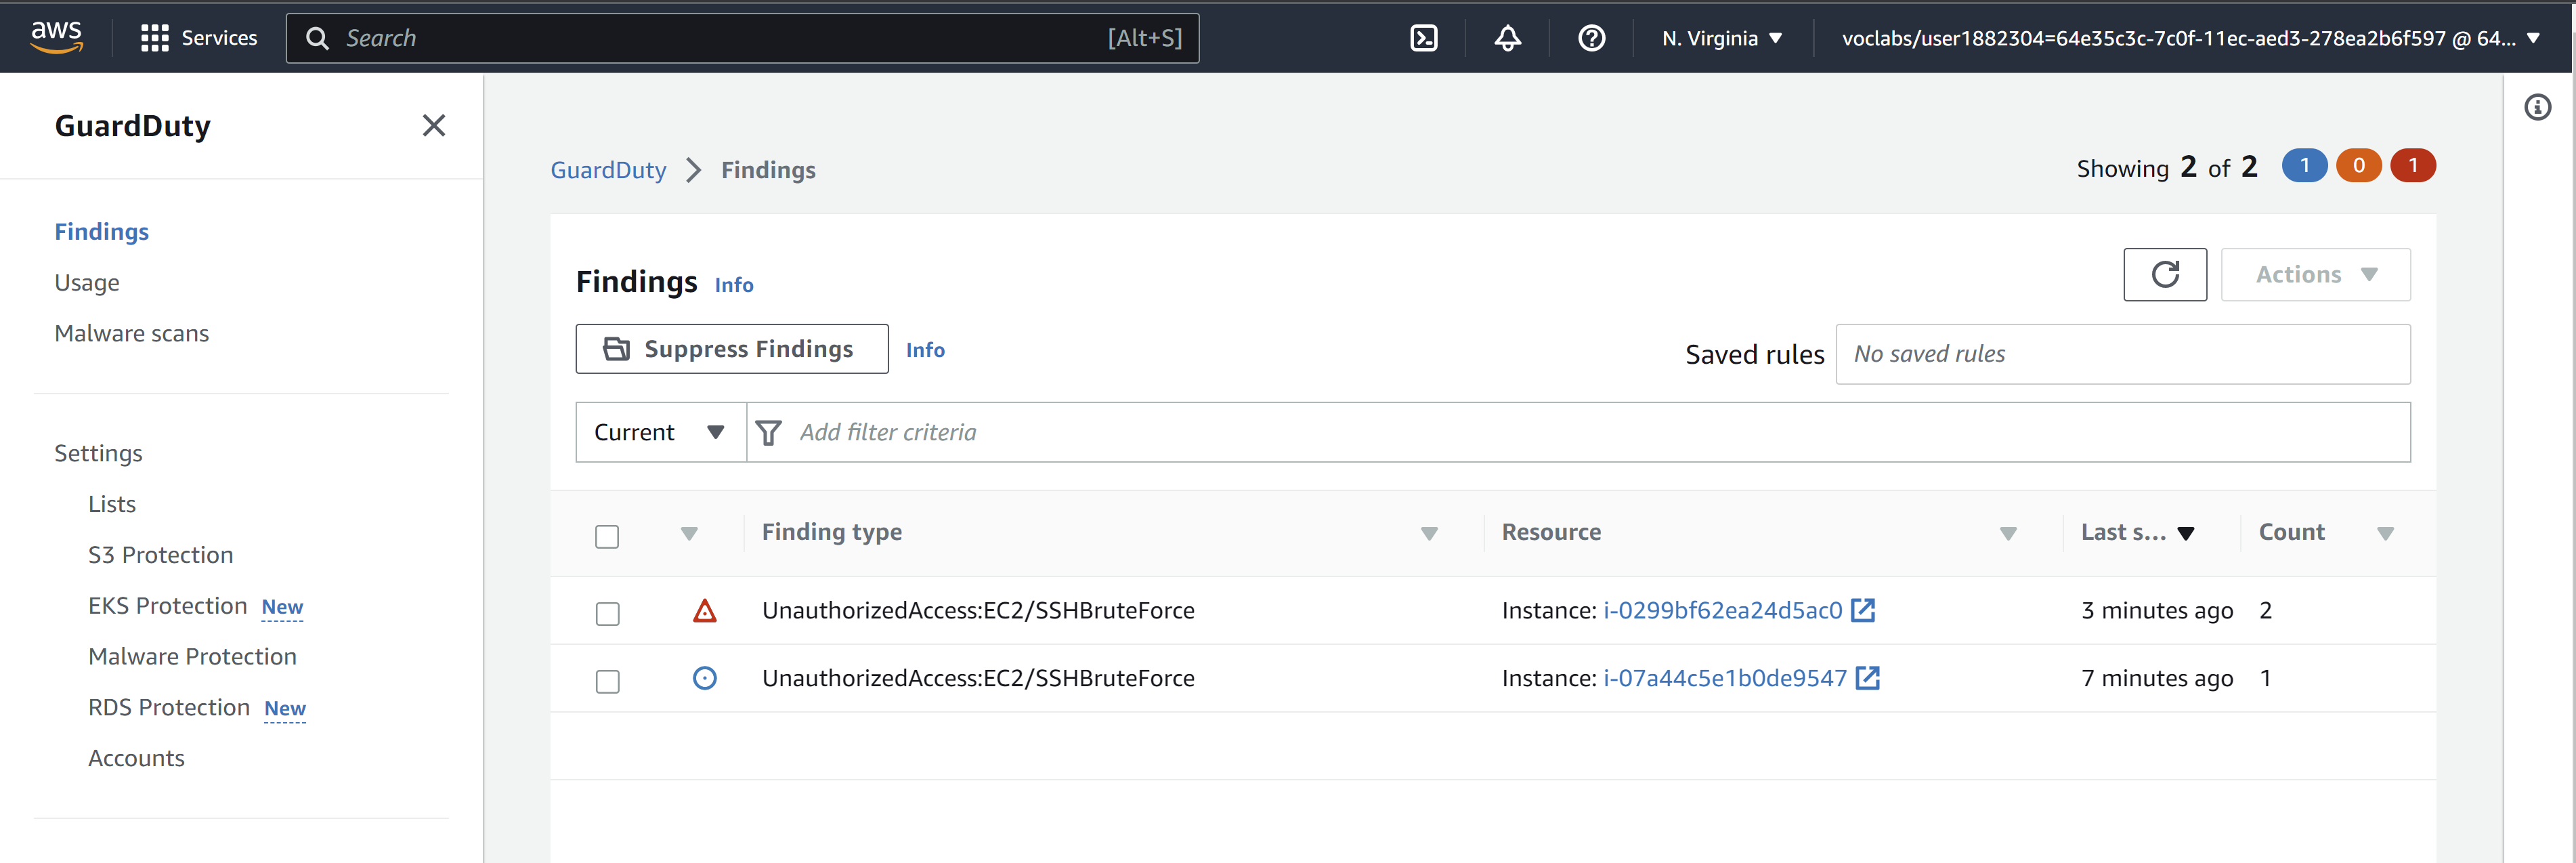 aws Services Search [Alt+S] N. Virginia voclabs/user1882304=64e35c3c-7c0f-11ec-aed3-278ea2b6f597 @ 64...
GuardDuty
Findings
Usage
Malware scans
Settings
Lists
S3 Protection
EKS Protection New
Malware Protection
RDS Protection New
Accounts
GuardDuty Findings
Showing 2 of 2 1 0 1
Findings Info
Actions
Suppress Findings Info
Saved rules No saved rules
Current Add filter criteria
Finding type Resource Last s... Count
UnauthorizedAccess:EC2/SSHBruteForce Instance: i-0299bf62ea24d5ac0 3 minutes ago 2
UnauthorizedAccess:EC2/SSHBruteForce Instance: i-07a44c5e1b0de9547 7 minutes ago 1